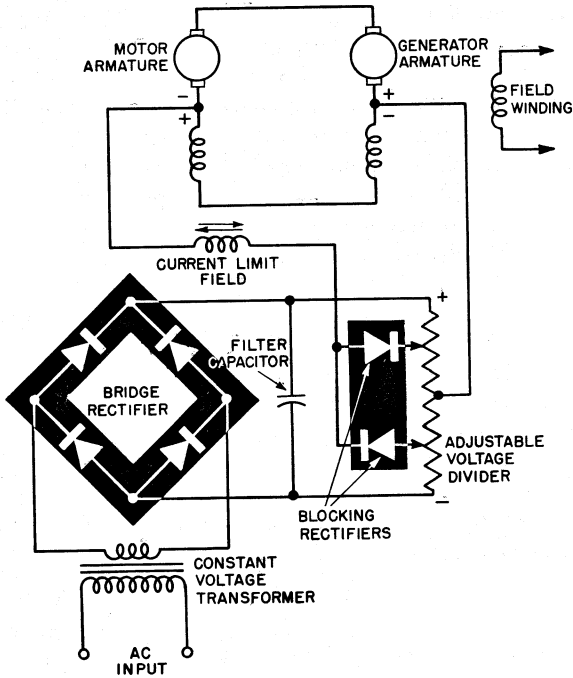 MOTOR
ARMATURE
GENERATOR
ARMATURE
FIELD
WINDING
−
+
+
−
CURRENT LIMIT
FIELD
+
FILTER
CAPACITOR
BRIDGE
RECTIFIER
ADJUSTABLE
VOLTAGE
DIVIDER
−
BLOCKING
RECTIFIERS
CONSTANT
VOLTAGE
TRANSFORMER
AC
INPUT